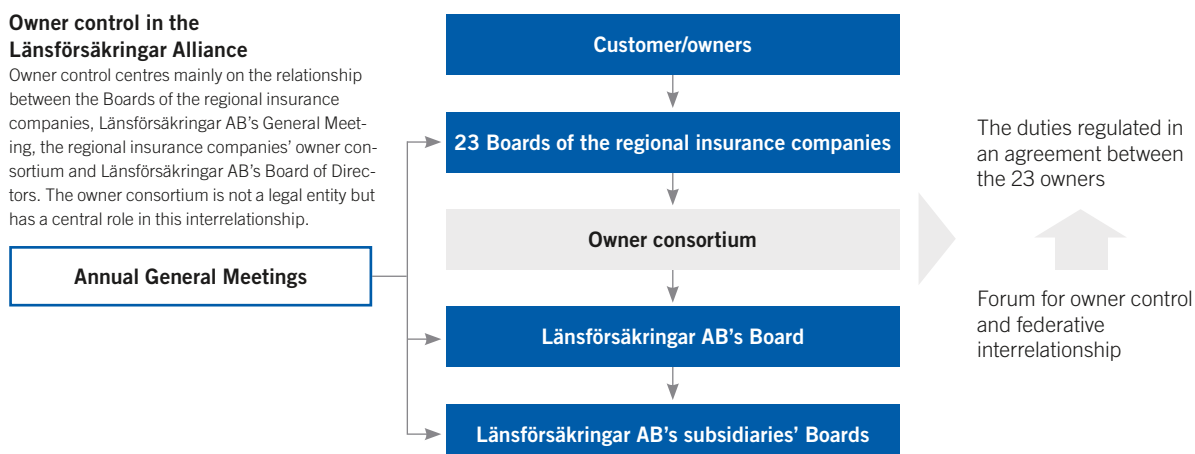 Owner control in the
Länsförsäkringar Alliance
Owner control centres mainly on the relationship
between the Boards of the regional insurance
companies, Länsförsäkringar AB's General Meet-
ing, the regional insurance companies' owner con-
sortium and Länsförsäkringar AB's Board of Direc-
tors. The owner consortium is not a legal entity but
has a central role in this interrelationship.
Annual General Meetings
Customer/owners
23 Boards of the regional insurance companies
Owner consortium
Länsförsäkringar AB's Board
Länsförsäkringar AB's subsidiaries' Boards
The duties regulated in
an agreement between
the 23 owners
Forum for owner control
and federative
interrelationship